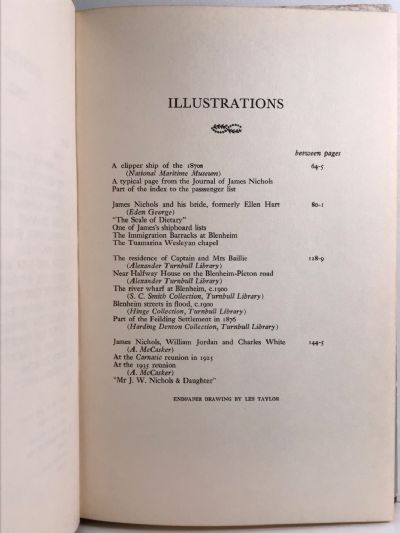 ILLUSTRATIONS
between pages
A clipper ship of the 1870s 64-5
(National Maritime Museum)
A typical page from the Journal of James Nichols
Part of the index to the passenger list
James Nichols and his bride, formerly Ellen Hart 80-1
(Eden George)
"The Scale of Dietary"
One of James's shipboard lists
The Immigration Barracks at Blenheim
The Tuamarina Wesleyan chapel
The residence of Captain and Mrs Baillie 128-9
(Alexander Turnbull Library)
Near Halfway House on the Blenheim-Picton road
(Alexander Turnbull Library)
The river wharf at Blenheim, c.1900
(S. C. Smith Collection, Turnbull Library)
Blenheim streets in flood, c.1900
(Hinge Collection, Turnbull Library)
Part of the Feilding Settlement in 1876
(Harding Denton Collection, Turnbull Library)
James Nichols, William Jordan and Charles White 144-5
(A. McCasker)
At the Carnatic reunion in 1925
At the 1935 reunion
(A. McCasker)
"Mr J. W. Nichols & Daughter"
ENDPAPER DRAWING BY LES TAYLOR